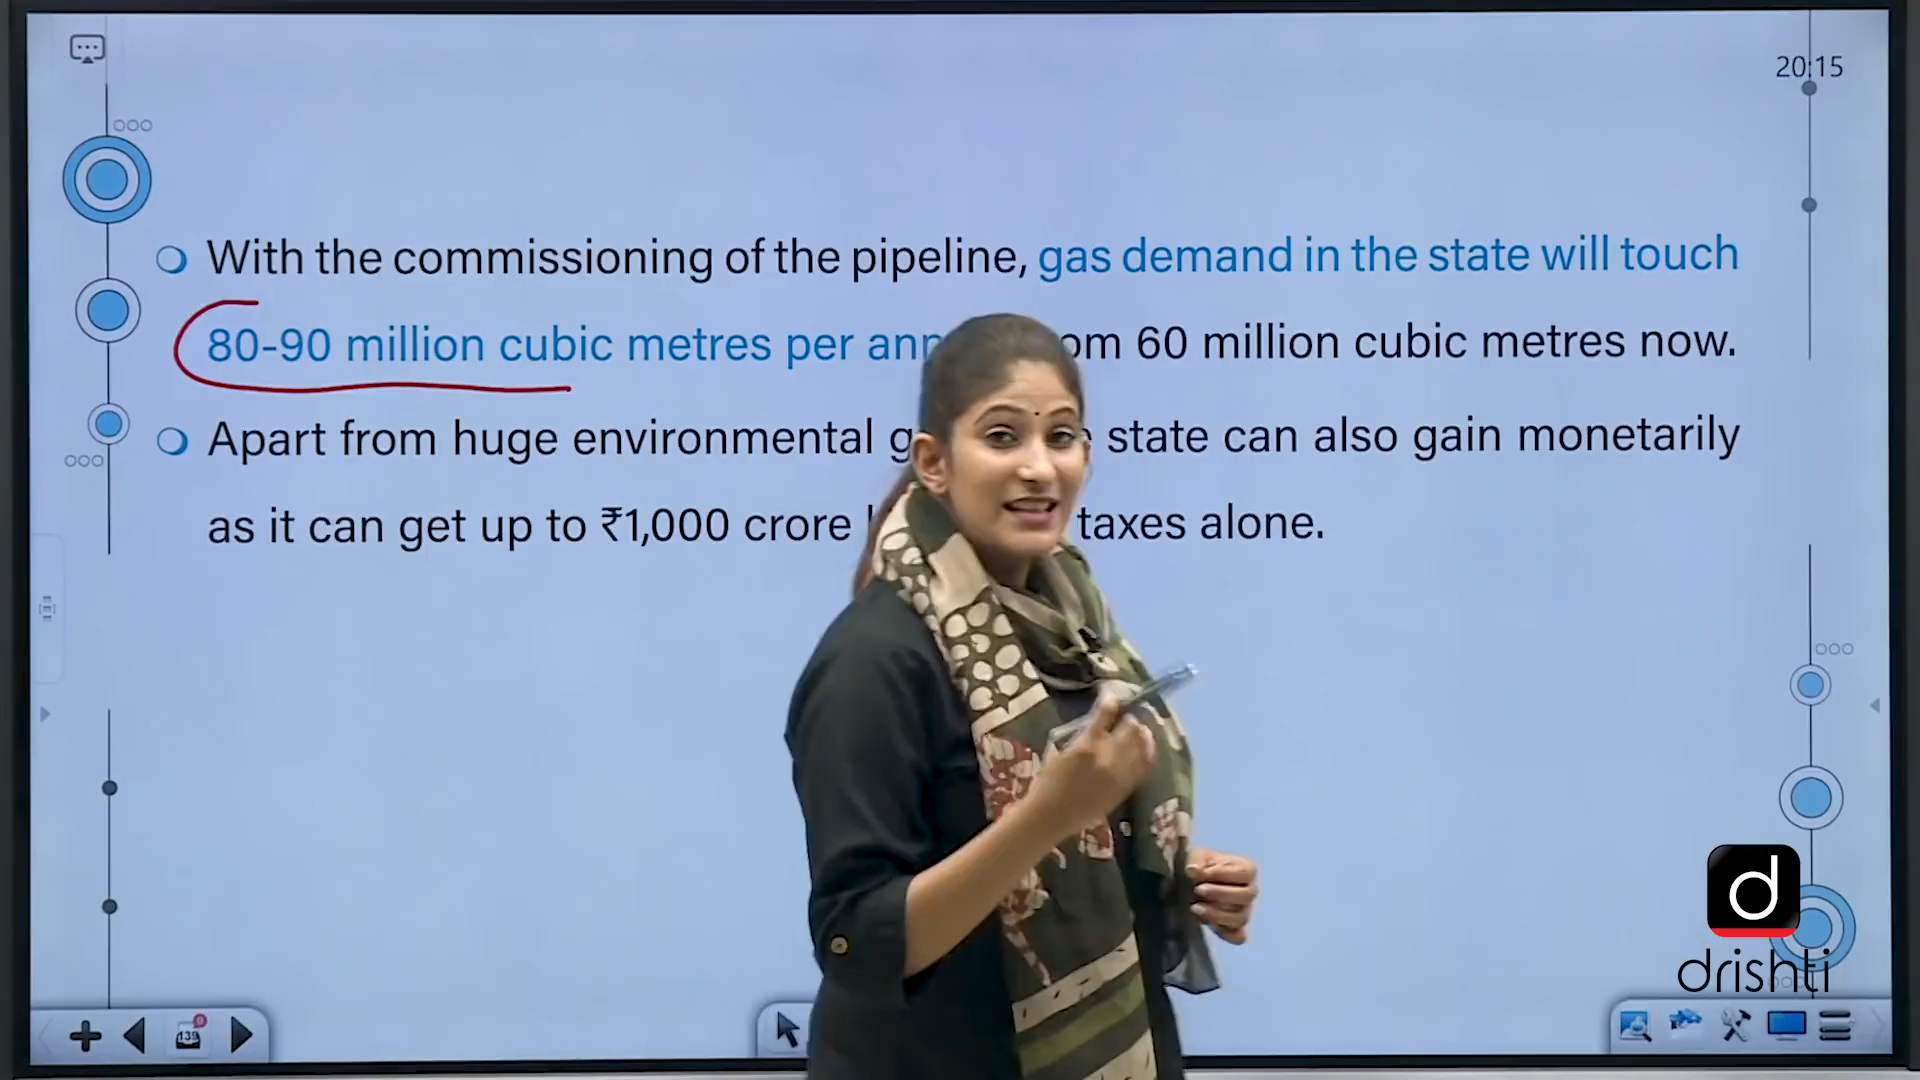 20:15
With the commissioning of the pipeline, gas demand in the state will touch
80-90 million cubic metres per 60 million cubic metres now.
Apart from huge environmental state can also gain monetarily
as it can get up to ₹1,000 crore taxes alone.
d
drishti
139